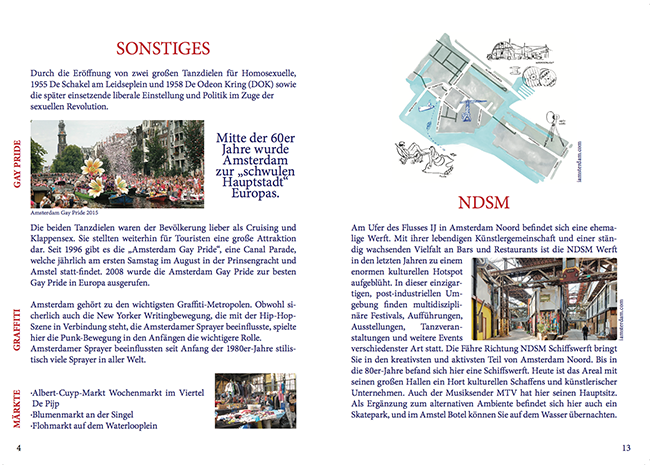 SONSTIGES
Durch die Eröffnung von zwei großen Tanzdielen für Homosexuelle,
1955 De Schakel am Leidseplein und 1958 De Odeon Kring (DOK) sowie
die später einsetzende liberale Einstellung und Politik im Zuge der
sexuellen Revolution.
GAY PRIDE
Mitte der 60er
Jahre wurde
Amsterdam
zur „schwulen
Hauptstadt“
Europas.
Amsterdam Gay Pride 2015
Die beiden Tanzdielen waren der Bevölkerung lieber als Cruising und
Klappensex. Sie stellten weiterhin für Touristen eine große Attraktion
dar. Seit 1996 gibt es die „Amsterdam Gay Pride”, eine Canal Parade,
welche jährlich am ersten Samstag im August in der Prinsengracht und
Amstel statt-findet. 2008 wurde die Amsterdam Gay Pride zur besten
Gay Pride in Europa ausgerufen.
GRAFFITI
Amsterdam gehört zu den wichtigsten Graffiti-Metropolen. Obwohl si-
cherlich auch die New Yorker Writingbewegung, die mit der Hip-Hop-
Szene in Verbindung steht, die Amsterdamer Sprayer beeinflusste, spielte
hier die Punk-Bewegung in den Anfängen die wichtigere Rolle.
Amsterdamer Sprayer beeinflussten seit Anfang der 1980er-Jahre stilis-
tisch viele Sprayer in aller Welt.
MÄRKTE
·Albert-Cuyp-Markt Wochenmarkt im Viertel
De Pijp
·Blumenmarkt an der Singel
·Flohmarkt auf dem Waterlooplein
4
iamsterdam.com
NDSM
Am Ufer des Flusses IJ in Amsterdam Noord befindet sich eine ehema-
lige Werft. Mit ihrer lebendigen Künstlergemeinschaft und einer stän-
dig wachsenden Vielfalt an Bars und Restaurants ist die NDSM Werft
in den letzten Jahren zu einem
enormen kulturellen Hotspot
aufgeblüht. In dieser einzigar-
tigen, post-industriellen Um-
gebung finden multidiszipli-
näre Festivals, Aufführungen,
Ausstellungen, Tanzveran-
staltungen und weitere Events
verschiedenster Art statt. Die Fähre Richtung NDSM Schiffswerft bringt
Sie in den kreativsten und aktivsten Teil von Amsterdam Noord. Bis in
die 80er-Jahre befand sich hier eine Schiffswerft. Heute ist das Areal mit
seinen großen Hallen ein Hort kulturellen Schaffens und künstlerischer
Unternehmen. Auch der Musiksender MTV hat hier seinen Hauptsitz.
Als Ergänzung zum alternativen Ambiente befindet sich hier auch ein
Skatepark, und im Amstel Botel können Sie auf dem Wasser übernachten.
iamsterdam.com
13